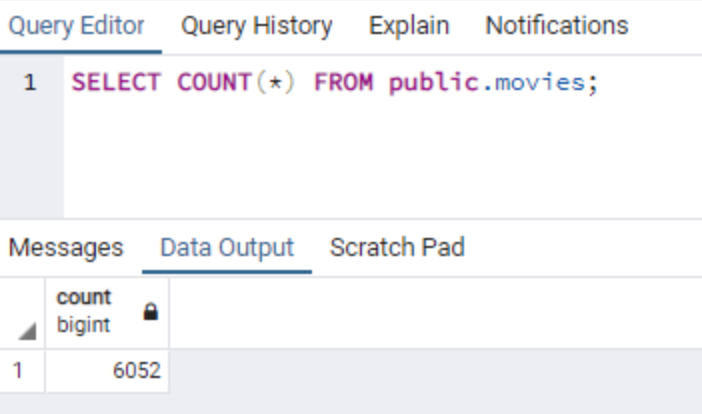 Query Editor Query History Explain Notifications
1 SELECT COUNT(*) FROM public.movies;
Messages Data Output Scratch Pad
count
bigint
1 6052